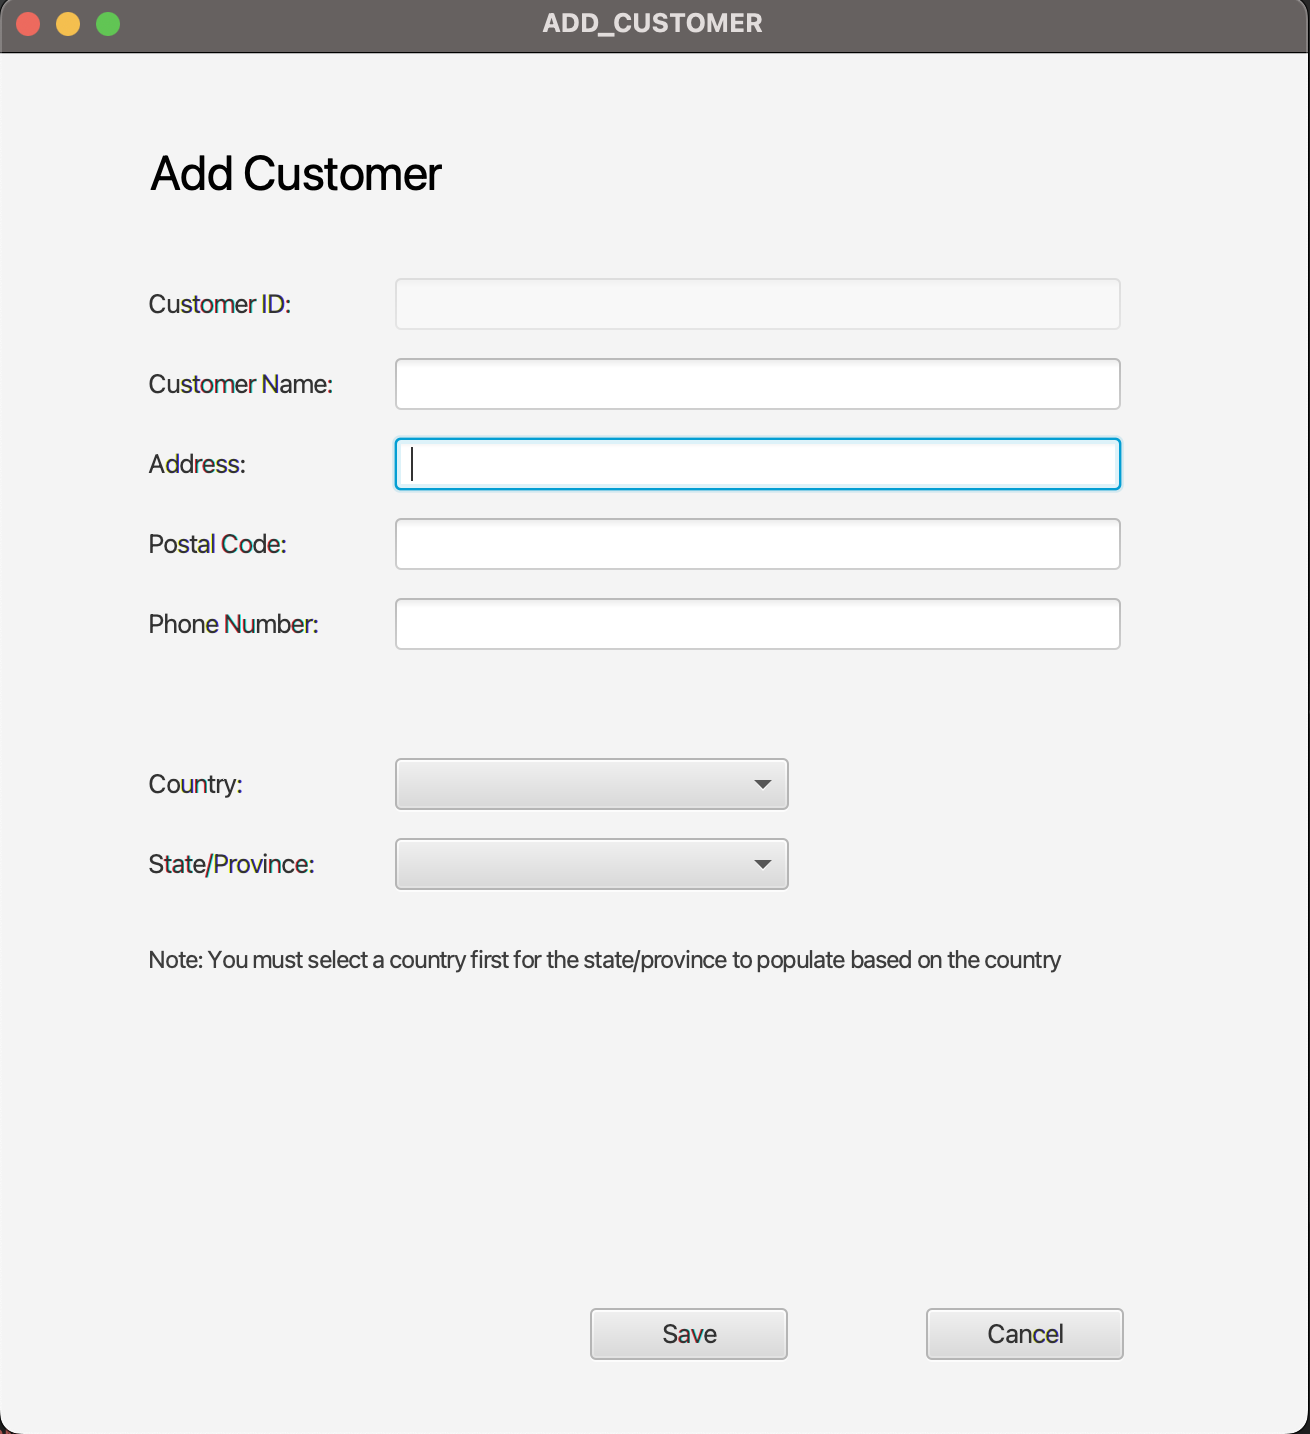 ADD_CUSTOMER
Add Customer
Customer ID:
Customer Name:
Address:
Postal Code:
Phone Number:
Country:
State/Province:
Note: You must select a country first for the state/province to populate based on the country
Save Cancel